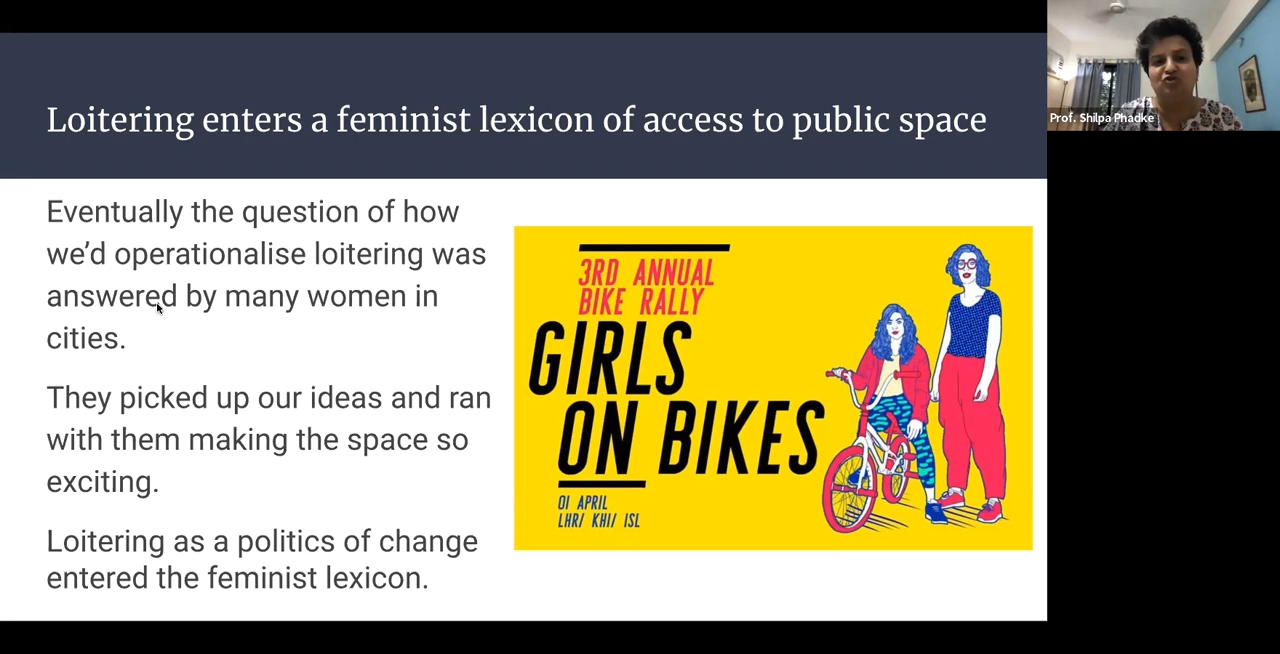 Loitering enters a feminist lexicon of access to public space
Prof. Shilpa Phadke
Eventually the question of how
we’d operationalise loitering was
answered by many women in
cities.
They picked up our ideas and ran
with them making the space so
exciting.
Loitering as a politics of change
entered the feminist lexicon.
3RD ANNUAL
BIKE RALLY
GIRLS
ON BIKES
01 APRIL
LHR/ KHI/ ISL